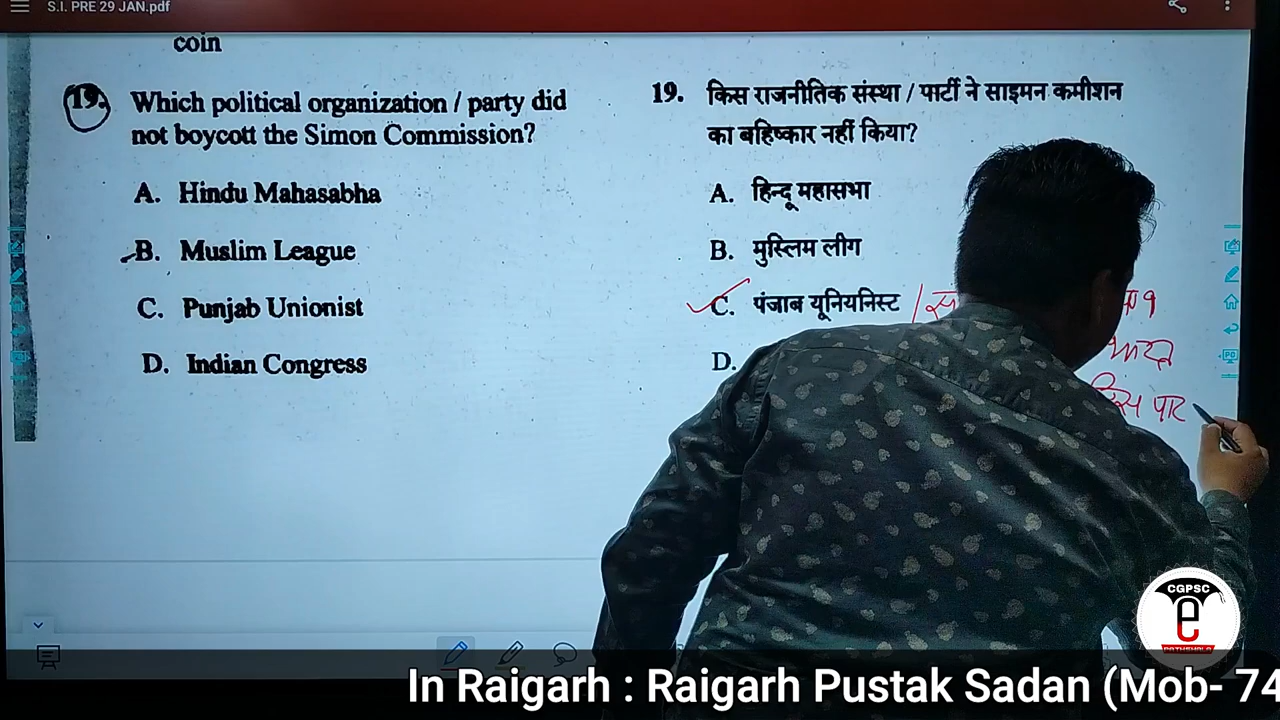 S.I. PRE 29 JAN.pdf
coin
19. Which political organization / party did
not boycott the Simon Commission?
A. Hindu Mahasabha
B. Muslim League
C. Punjab Unionist
D. Indian Congress
19. किस राजनीतिक संस्था / पार्टी ने साइमन कमीशन
का बहिष्कार नहीं किया?
A. हिन्दू महासभा
B. मुस्लिम लीग
C. पंजाब यूनियनिस्ट
D.
CGPSC
e
PATHSHALA
In Raigarh : Raigarh Pustak Sadan (Mob- 74